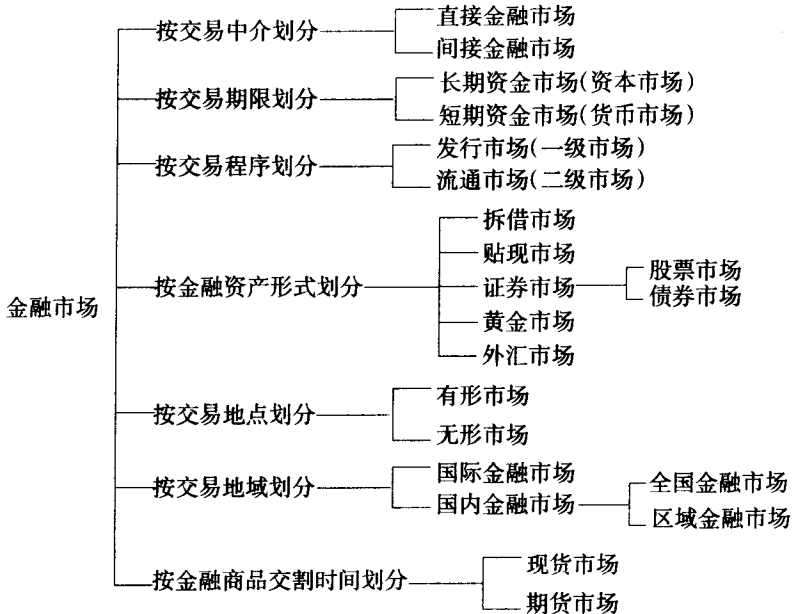 金融市场
按交易中介划分
直接金融市场
间接金融市场
按交易期限划分
长期资金市场(资本市场)
短期资金市场(货币市场)
按交易程序划分
发行市场(一级市场)
流通市场(二级市场)
按金融资产形式划分
拆借市场
贴现市场
证券市场
股票市场
债券市场
黄金市场
外汇市场
按交易地点划分
有形市场
无形市场
按交易地域划分
国际金融市场
国内金融市场
全国金融市场
区域金融市场
按金融商品交割时间划分
现货市场
期货市场